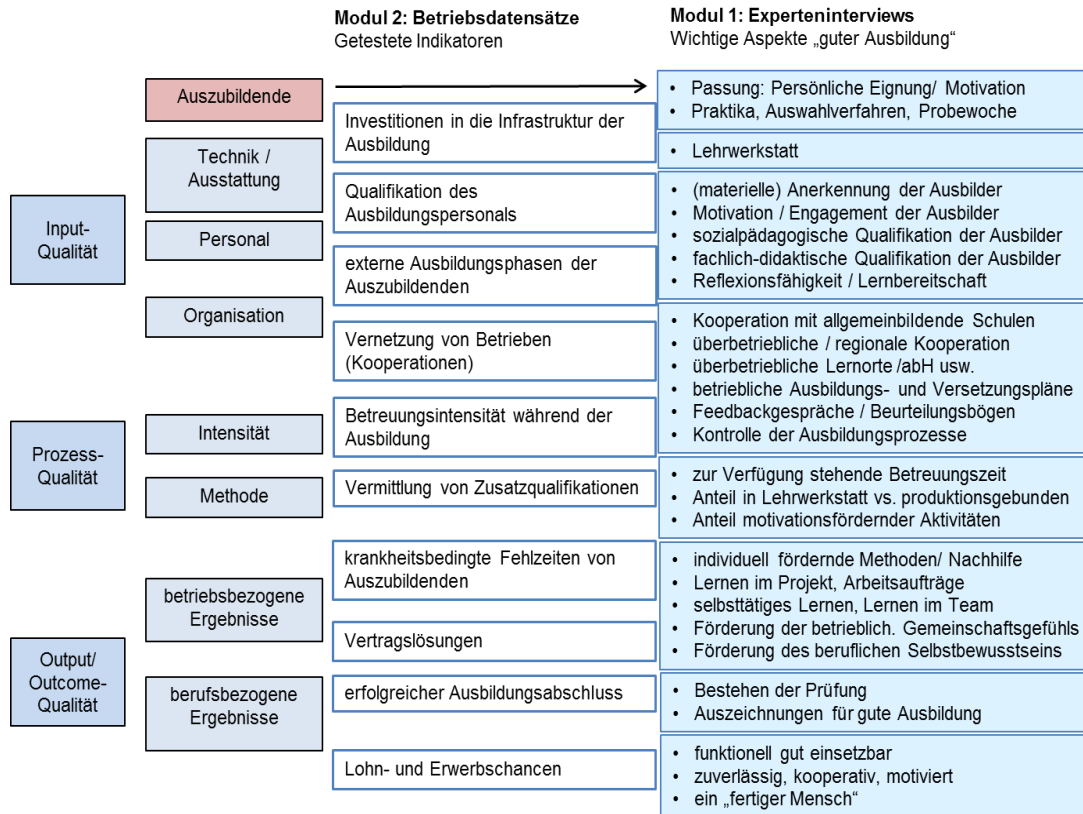 Modul 2: Betriebsdatensätze
Getestete Indikatoren
Modul 1: Experteninterviews
Wichtige Aspekte „guter Ausbildung“
Input-
Qualität
Prozess-
Qualität
Output/
Outcome-
Qualität
Auszubildende
Technik /
Ausstattung
Personal
Organisation
Intensität
Methode
betriebsbezogene
Ergebnisse
berufsbezogene
Ergebnisse
Investitionen in die Infrastruktur der
Ausbildung
Qualifikation des
Ausbildungspersonals
externe Ausbildungsphasen der
Auszubildenden
Vernetzung von Betrieben
(Kooperationen)
Betreuungsintensität während der
Ausbildung
Vermittlung von Zusatzqualifikationen
krankheitsbedingte Fehlzeiten von
Auszubildenden
Vertragslösungen
erfolgreicher Ausbildungsabschluss
Lohn- und Erwerbschancen
• Passung: Persönliche Eignung/ Motivation
• Praktika, Auswahlverfahren, Probewoche
• Lehrwerkstatt
• (materielle) Anerkennung der Ausbilder
• Motivation / Engagement der Ausbilder
• sozialpädagogische Qualifikation der Ausbilder
• fachlich-didaktische Qualifikation der Ausbilder
• Reflexionsfähigkeit / Lernbereitschaft
• Kooperation mit allgemeinbildende Schulen
• überbetriebliche / regionale Kooperation
• überbetriebliche Lernorte /abH usw.
• betriebliche Ausbildungs- und Versetzungspläne
• Feedbackgespräche / Beurteilungsbögen
• Kontrolle der Ausbildungsprozesse
• zur Verfügung stehende Betreuungszeit
• Anteil in Lehrwerkstatt vs. produktionsgebunden
• Anteil motivationsfördernder Aktivitäten
• individuell fördernde Methoden/ Nachhilfe
• Lernen im Projekt, Arbeitsaufträge
• selbsttätiges Lernen, Lernen im Team
• Förderung der betrieblich. Gemeinschaftsgefühls
• Förderung des beruflichen Selbstbewusstseins
• Bestehen der Prüfung
• Auszeichnungen für gute Ausbildung
• funktionell gut einsetzbar
• zuverlässig, kooperativ, motiviert
• ein „fertiger Mensch“